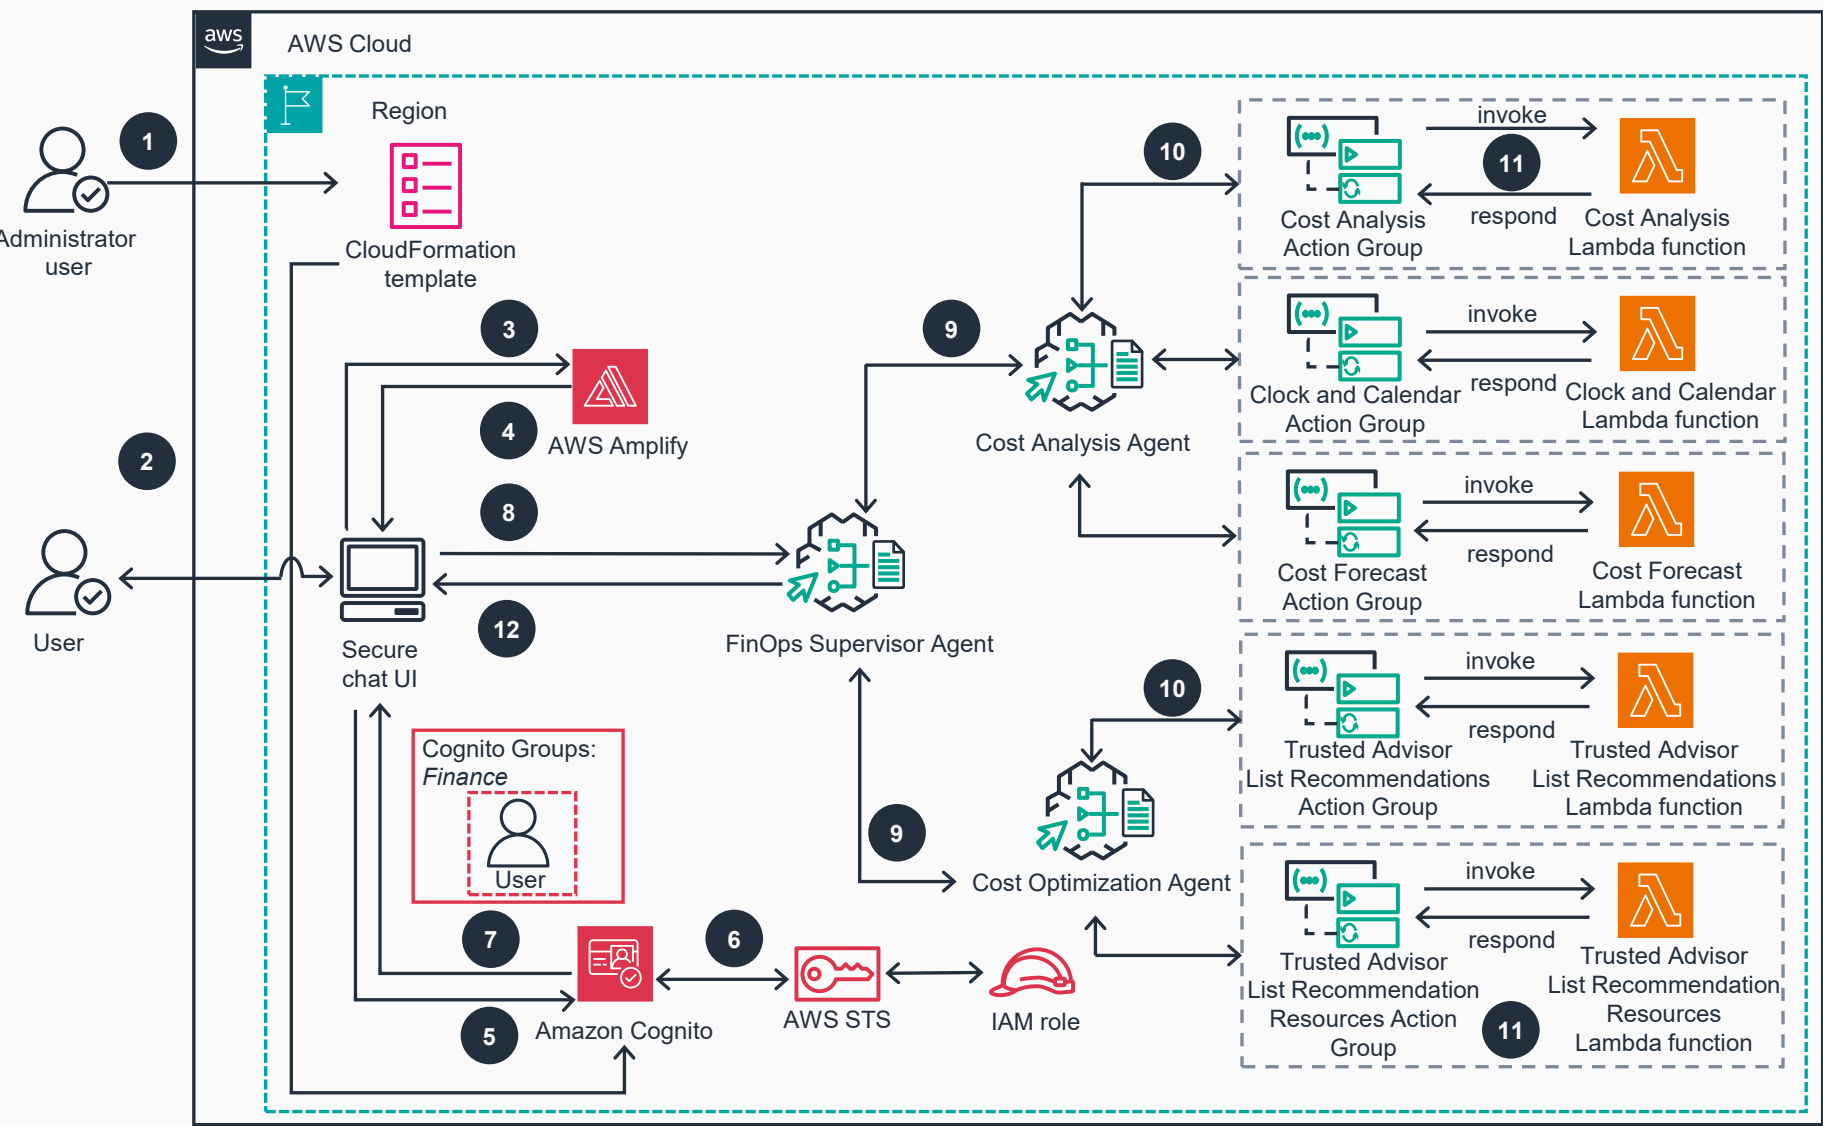 aws
AWS Cloud
Region
1
Administrator
user
CloudFormation
template
3
AWS Amplify
4
2
User
8
12
Secure
chat UI
FinOps Supervisor Agent
Cognito Groups:
Finance
User
7
5
Amazon Cognito
6
AWS STS
IAM role
9
Cost Analysis Agent
9
Cost Optimization Agent
10
invoke
11
respond
Cost Analysis
Action Group
Cost Analysis
Lambda function
invoke
respond
Clock and Calendar
Action Group
Clock and Calendar
Lambda function
invoke
respond
Cost Forecast
Action Group
Cost Forecast
Lambda function
10
invoke
respond
Trusted Advisor
List Recommendations
Action Group
Trusted Advisor
List Recommendations
Lambda function
invoke
respond
Trusted Advisor
List Recommendation
Resources Action
Group
11
Trusted Advisor
List Recommendation
Resources
Lambda function